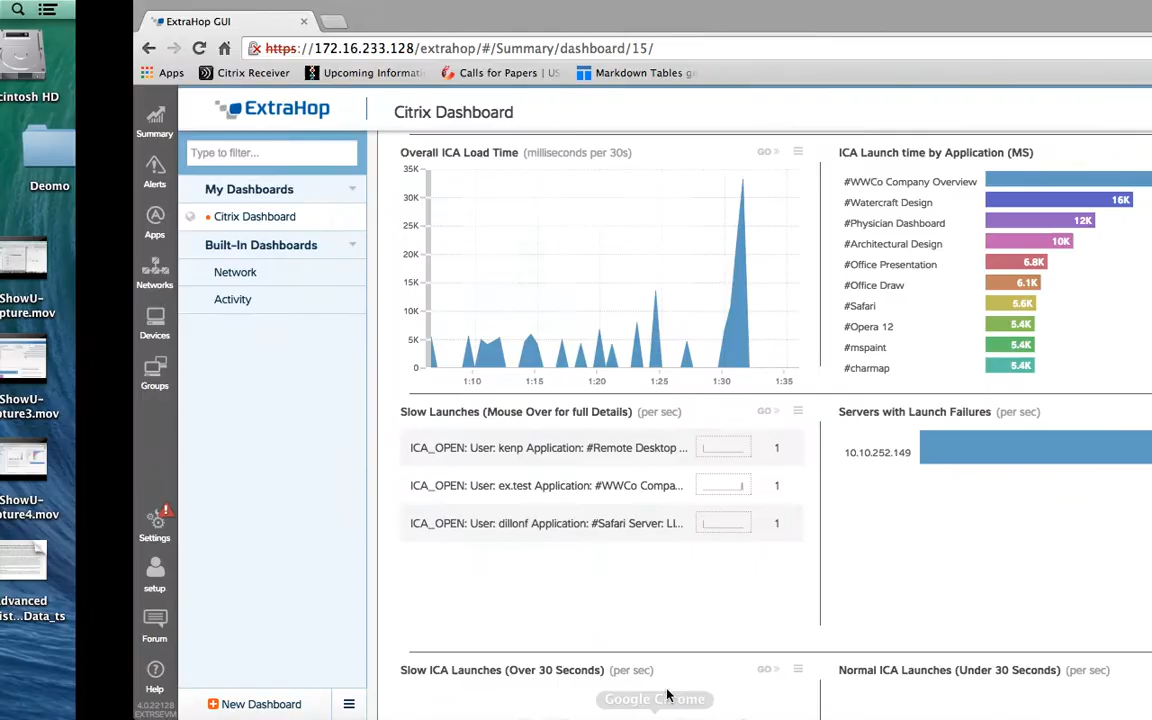 ExtraHop GUI
https://172.16.233.128/extrahop/#/Summary/dashboard/15/
Apps
Citrix Receiver
Upcoming Informati
Calls for Papers | US
Markdown Tables ge
cintosh HD
Deomo
ShowU-
pture.mov
ShowU-
pture3.mov
ShowU-
pture4.mov
dvanced
ist...Data_ts
Summary
Alerts
Apps
Networks
Devices
Groups
Settings
setup
Forum
Help
4.0.22128
EXTRSEVM
ExtraHop
Type to filter...
My Dashboards
Citrix Dashboard
Built-In Dashboards
Network
Activity
New Dashboard
Citrix Dashboard
Overall ICA Load Time (milliseconds per 30s)
GO »
35K
30K
25K
20K
15K
10K
5K
0
1:10 1:15 1:20 1:25 1:30 1:35
ICA Launch time by Application (MS)
#WWCo Company Overview
#Watercraft Design 16K
#Physician Dashboard 12K
#Architectural Design 10K
#Office Presentation 6.8K
#Office Draw 6.1K
#Safari 5.6K
#Opera 12 5.4K
#mspaint 5.4K
#charmap 5.4K
Slow Launches (Mouse Over for full Details) (per sec)
GO »
ICA_OPEN: User: kenp Application: #Remote Desktop ... 1
ICA_OPEN: User: ex.test Application: #WWCo Compa... 1
ICA_OPEN: User: dillonf Application: #Safari Server: LI... 1
Servers with Launch Failures (per sec)
10.10.252.149
Slow ICA Launches (Over 30 Seconds) (per sec)
GO »
Normal ICA Launches (Under 30 Seconds) (per sec)
Google Chrome